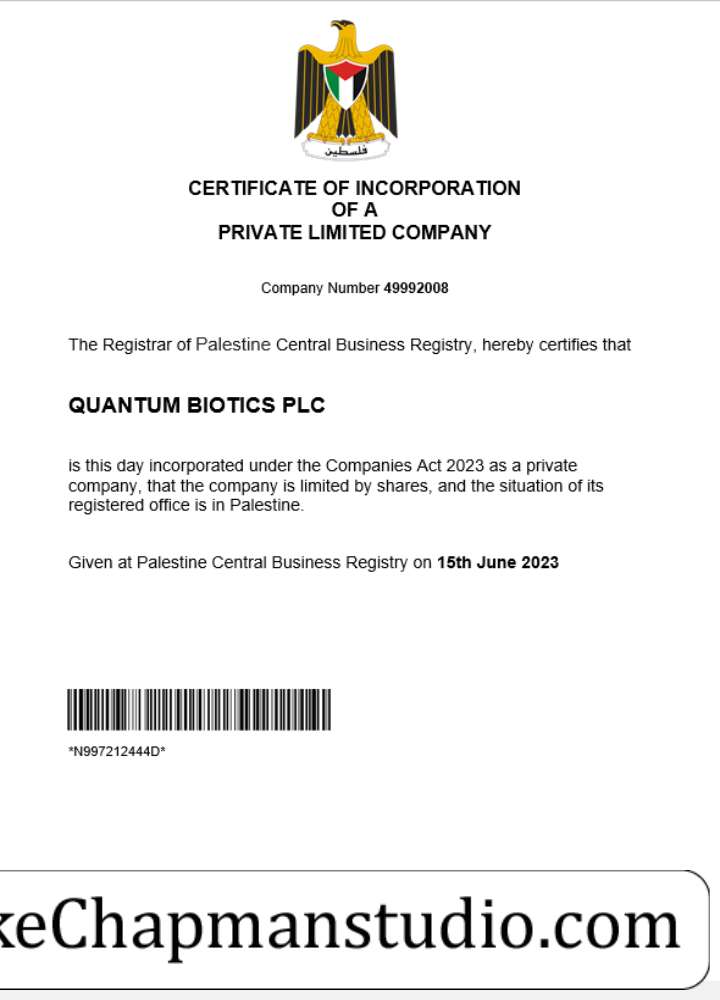 فلسطين
CERTIFICATE OF INCORPORATION
OF A
PRIVATE LIMITED COMPANY
Company Number 49992008
The Registrar of Palestine Central Business Registry, hereby certifies that
QUANTUM BIOTICS PLC
is this day incorporated under the Companies Act 2023 as a private
company, that the company is limited by shares, and the situation of its
registered office is in Palestine.
Given at Palestine Central Business Registry on 15th June 2023
*N997212444D*
keChapmanstudio.com